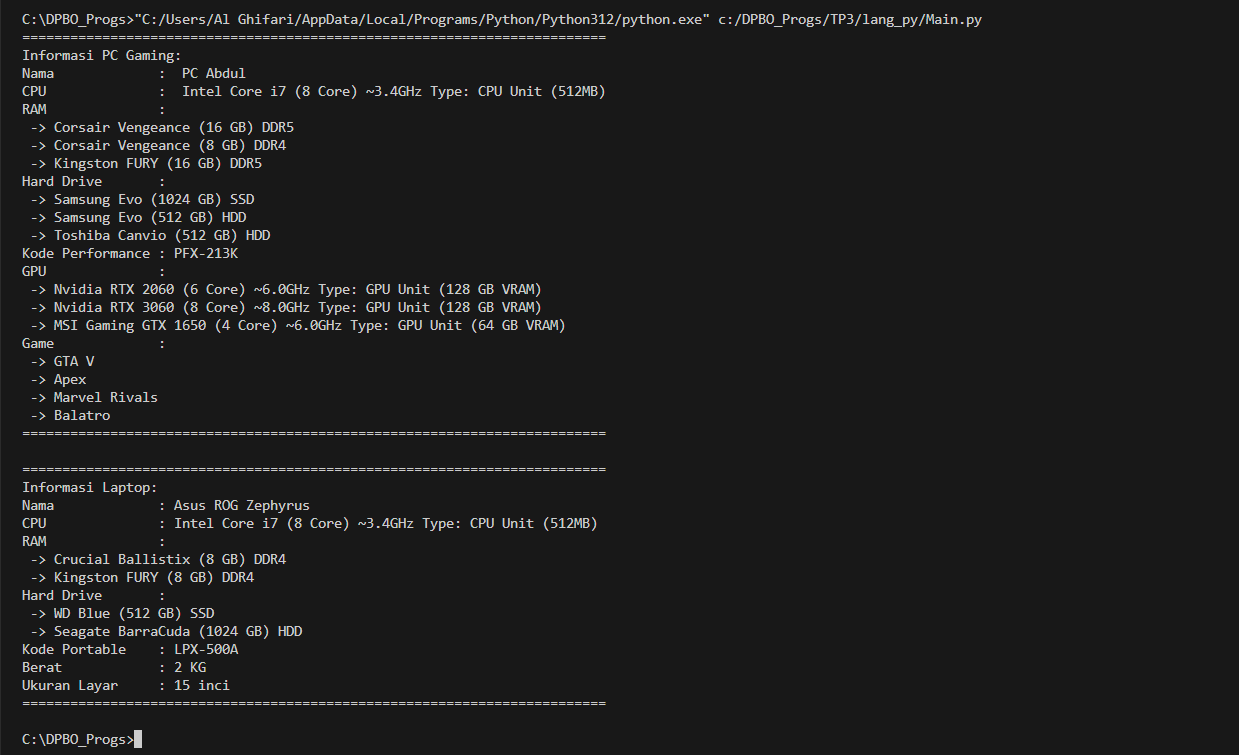 C:\DPBO_Progs>"C:/Users/Al Ghifari/AppData/Local/Programs/Python/Python312/python.exe" c:/DPBO_Progs/TP3/lang_py/Main.py
=========================================================================
Informasi PC Gaming:
Nama             :  PC Abdul
CPU              :  Intel Core i7 (8 Core) ~3.4GHz Type: CPU Unit (512MB)
RAM              :
 -> Corsair Vengeance (16 GB) DDR5
 -> Corsair Vengeance (8 GB) DDR4
 -> Kingston FURY (16 GB) DDR5
Hard Drive       :
 -> Samsung Evo (1024 GB) SSD
 -> Samsung Evo (512 GB) HDD
 -> Toshiba Canvio (512 GB) HDD
Kode Performance : PFX-213K
GPU              :
 -> Nvidia RTX 2060 (6 Core) ~6.0GHz Type: GPU Unit (128 GB VRAM)
 -> Nvidia RTX 3060 (8 Core) ~8.0GHz Type: GPU Unit (128 GB VRAM)
 -> MSI Gaming GTX 1650 (4 Core) ~6.0GHz Type: GPU Unit (64 GB VRAM)
Game             :
 -> GTA V
 -> Apex
 -> Marvel Rivals
 -> Balatro
=========================================================================

=========================================================================
Informasi Laptop:
Nama             : Asus ROG Zephyrus
CPU              : Intel Core i7 (8 Core) ~3.4GHz Type: CPU Unit (512MB)
RAM              :
 -> Crucial Ballistix (8 GB) DDR4
 -> Kingston FURY (8 GB) DDR4
Hard Drive       :
 -> WD Blue (512 GB) SSD
 -> Seagate BarraCuda (1024 GB) HDD
Kode Portable    : LPX-500A
Berat            : 2 KG
Ukuran Layar     : 15 inci
=========================================================================

C:\DPBO_Progs>